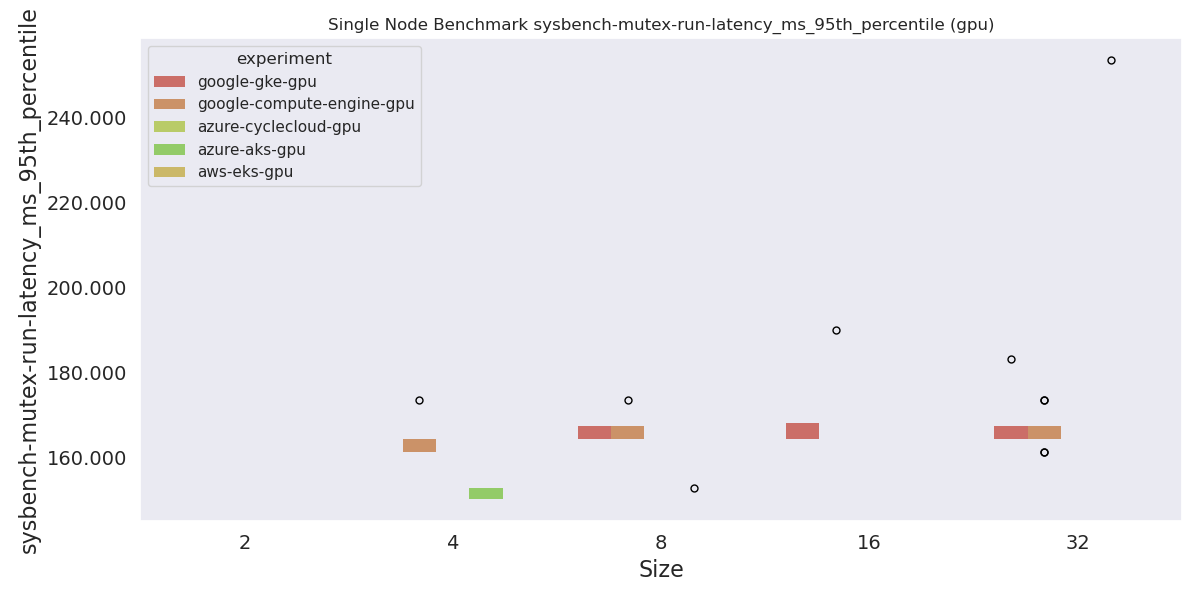 Single Node Benchmark sysbench-mutex-run-latency_ms_95th_percentile (gpu)
sysbench-mutex-run-latency_ms_95th_percentile
experiment
google-gke-gpu
google-compute-engine-gpu
azure-cyclecloud-gpu
azure-aks-gpu
aws-eks-gpu
240.000
220.000
200.000
180.000
160.000
2 4 8 16 32
Size